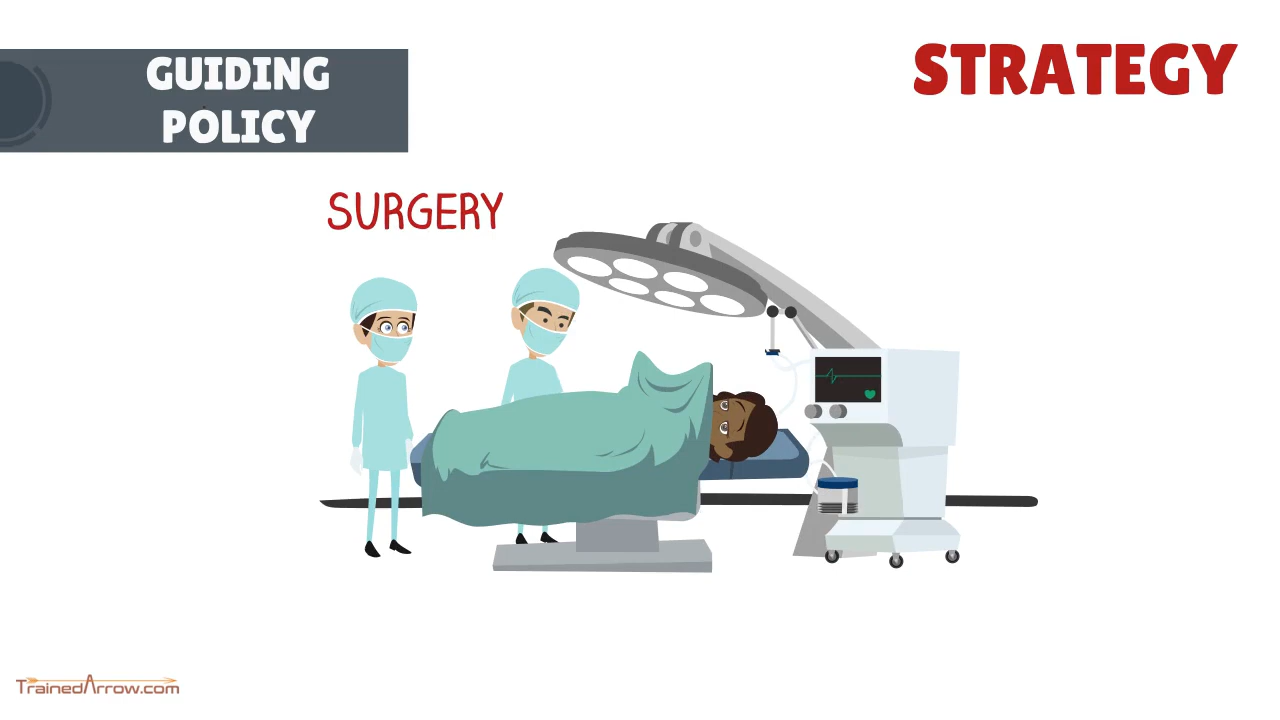 GUIDING
POLICY
STRATEGY
SURGERY
TrainedArrow.com